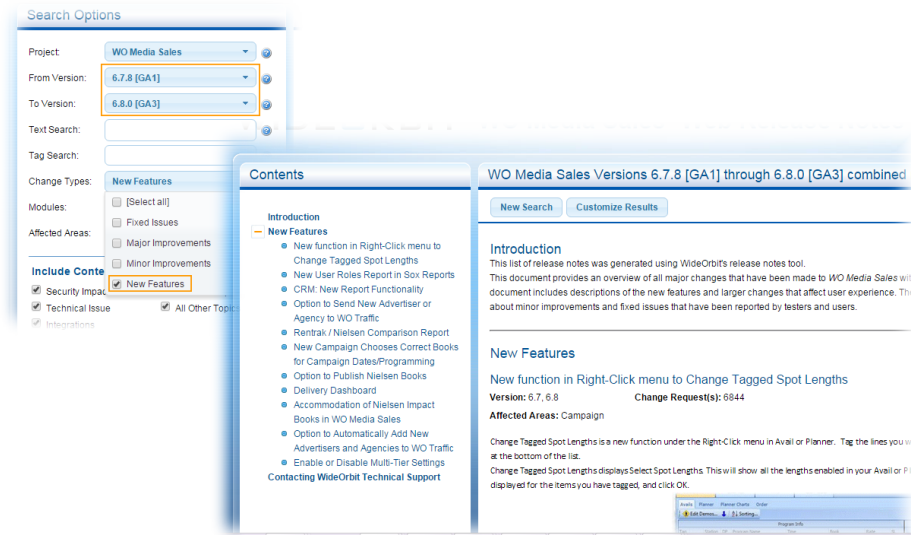 Search Options
Project: WO Media Sales
From Version: 6.7.8 [GA1]
To Version: 6.8.0 [GA3]
Text Search:
Tag Search:
Change Types: New Features
Modules: [Select all]
Fixed Issues
Affected Areas:
Major Improvements
Minor Improvements
New Features
Include Conte
Security Impac
Technical Issue All Other Topic
Integrations
Contents
Introduction
New Features
New function in Right-Click menu to
Change Tagged Spot Lengths
New User Roles Report in Sox Reports
CRM: New Report Functionality
Option to Send New Advertiser or
Agency to WO Traffic
Rentrak / Nielsen Comparison Report
New Campaign Chooses Correct Books
for Campaign Dates/Programming
Option to Publish Nielsen Books
Delivery Dashboard
Accommodation of Nielsen Impact
Books in WO Media Sales
Option to Automatically Add New
Advertisers and Agencies to WO Traffic
Enable or Disable Multi-Tier Settings
Contacting WideOrbit Technical Support
WO Media Sales Versions 6.7.8 [GA1] through 6.8.0 [GA3] combined
New Search Customize Results
Introduction
This list of release notes was generated using WideOrbit's release notes tool.
This document provides an overview of all major changes that have been made to WO Media Sales wit
document includes descriptions of the new features and larger changes that affect user experience. The
about minor improvements and fixed issues that have been reported by testers and users.
New Features
New function in Right-Click menu to Change Tagged Spot Lengths
Version: 6.7, 6.8 Change Request(s): 6844
Affected Areas: Campaign
Change Tagged Spot Lengths is a new function under the Right-Click menu in Avail or Planner. Tag the lines you w
at the bottom of the list.
Change Tagged Spot Lengths displays Select Spot Lengths. This will show all the lengths enabled in your Avail or P
displayed for the items you have tagged, and click OK.
Avails Planner Planner Charts Order
Edit Demos... Sorting...
Program Info